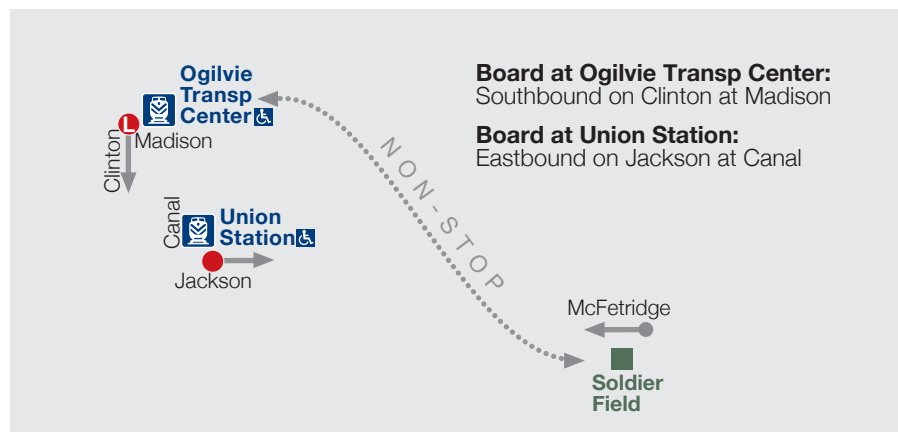 Ogilvie
Transp
Center
L
Madison
Clinton
Canal
Union
Station
Jackson
NON-STOP
Board at Ogilvie Transp Center:
Southbound on Clinton at Madison
Board at Union Station:
Eastbound on Jackson at Canal
McFetridge
Soldier
Field